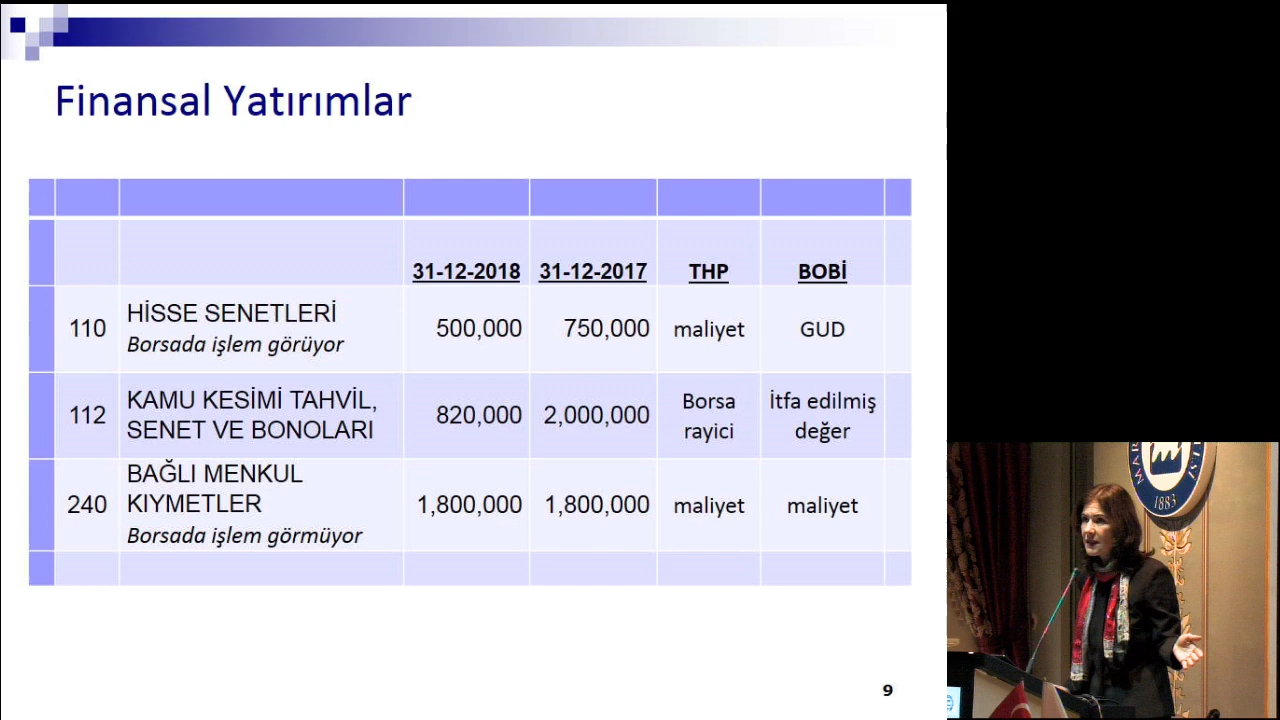 Finansal Yatırımlar
31-12-2018 31-12-2017 THP BOBİ
110 HİSSE SENETLERİ 500,000 750,000 maliyet GUD
Borsada işlem görüyor
112 KAMU KESİMİ TAHVİL, SENET VE BONOLARI 820,000 2,000,000 Borsa rayici İtfa edilmiş değer
240 BAĞLI MENKUL KIYMETLER 1,800,000 1,800,000 maliyet maliyet
Borsada işlem görmüyor
9
1883